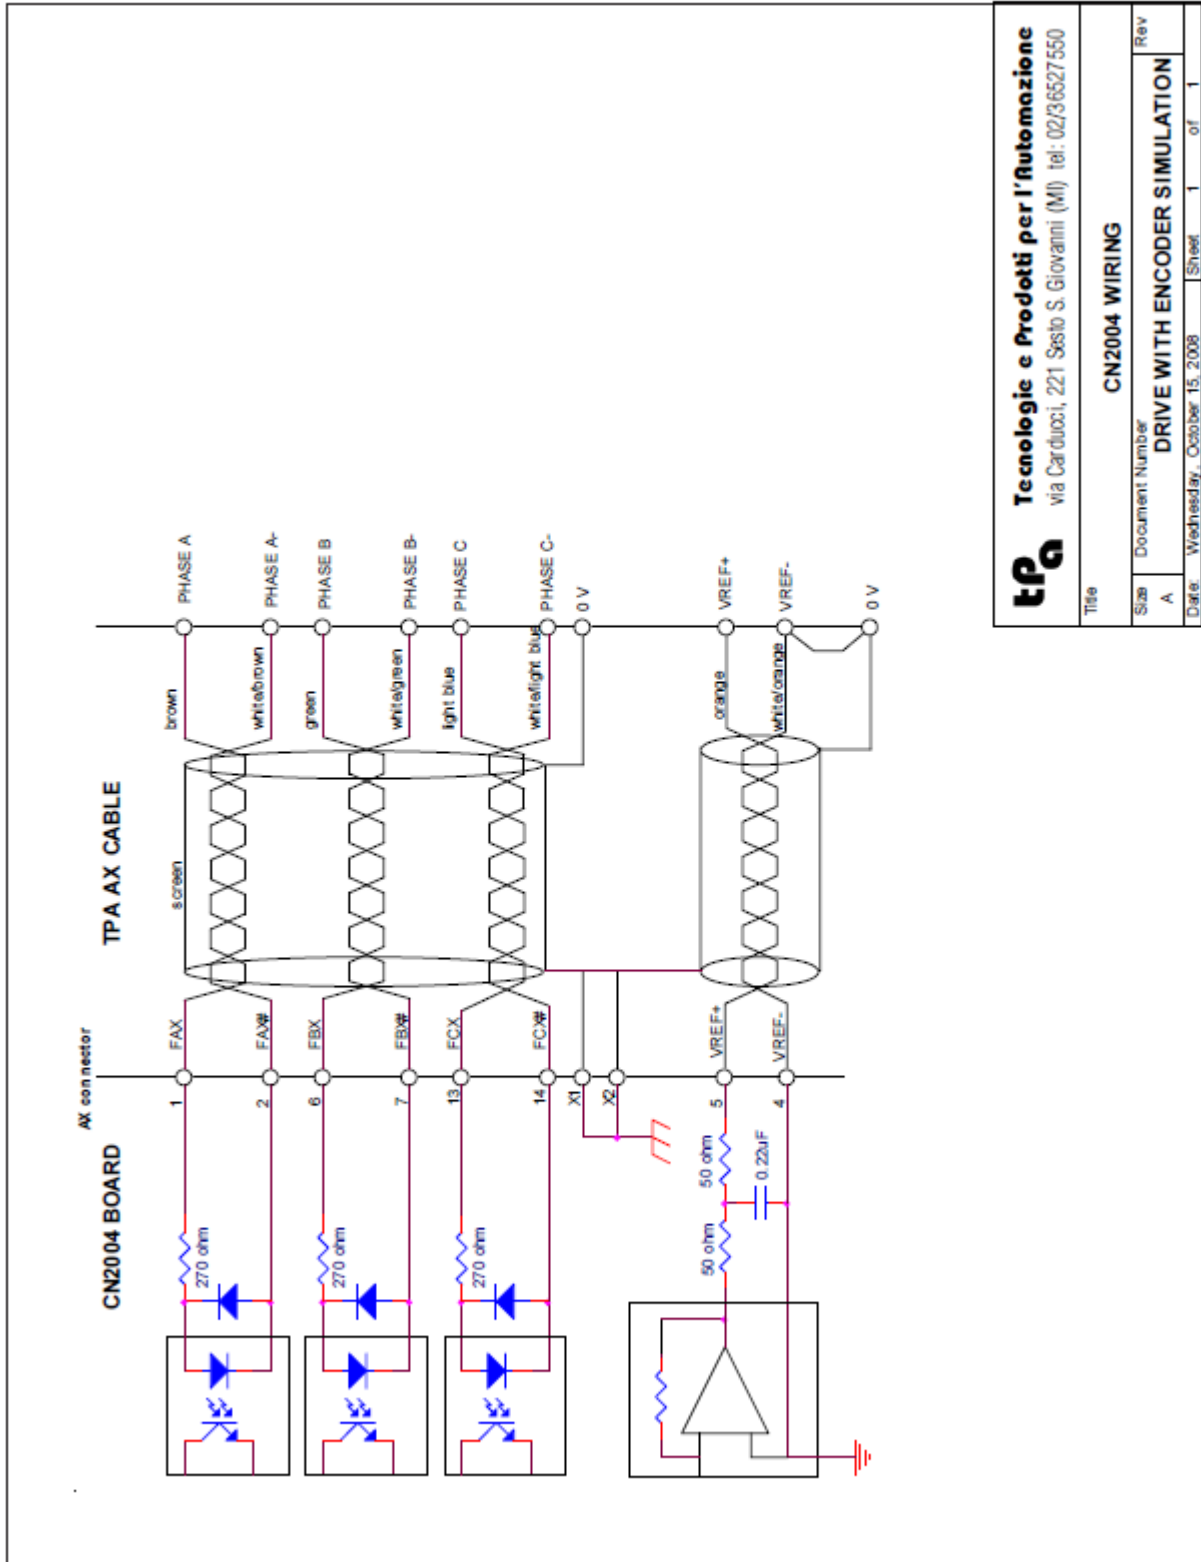 CN2004 BOARD
AX connector
TPA AX CABLE
270 ohm
1
FAX
screen
brown
PHASE A
2
FAX#
white/brown
PHASE A-
270 ohm
6
FBX
green
PHASE B
7
FBX#
white/green
PHASE B-
270 ohm
13
FCX
light blue
PHASE C
14
FCX#
white/light blue
PHASE C-
X1
0 V
X2
50 ohm
50 ohm
5
VREF+
orange
VREF+
0.22uF
4
VREF-
white/orange
VREF-
0 V
tPa
Tecnologie e Prodotti per l'Automazione
via Carducci, 221 Sesto S. Giovanni (MI) tel: 02/36527550
Title
CN2004 WIRING
Size
Document Number
Rev
A
DRIVE WITH ENCODER SIMULATION
Date:
Wednesday, October 15, 2008
Sheet
1
of
1